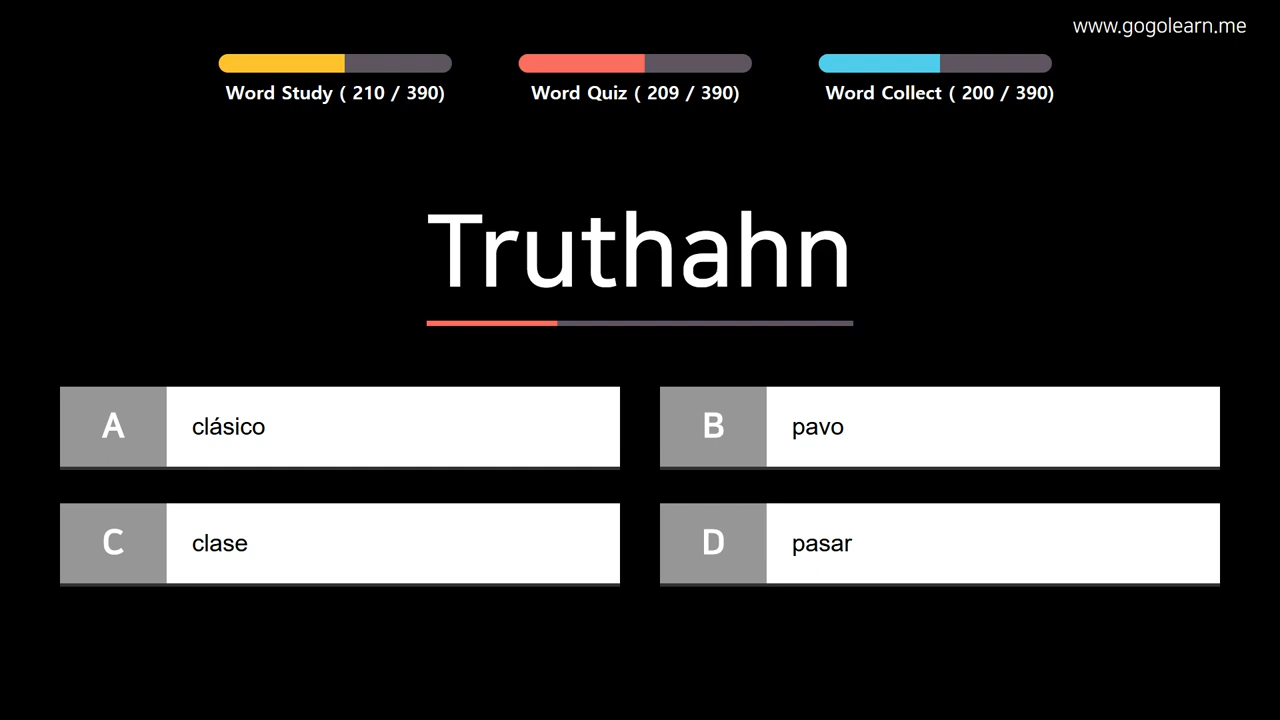 www.gogolearn.me
Word Study ( 210 / 390)
Word Quiz ( 209 / 390)
Word Collect ( 200 / 390)
Truthahn
A clásico
B pavo
C clase
D pasar